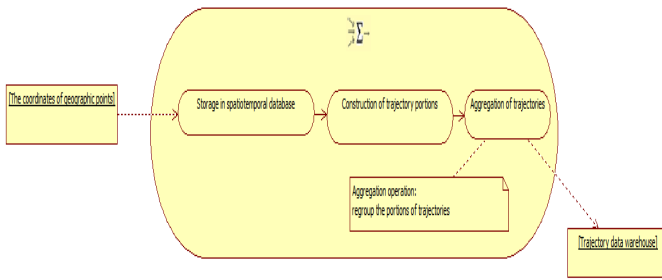 Σ
[The coordinates of geographic points]
Storage in spatiotemporal database
Construction of trajectory portions
Aggregation of trajectories
Aggregation operation:
regroup the portions of trajectories
[Trajectory data warehouse]